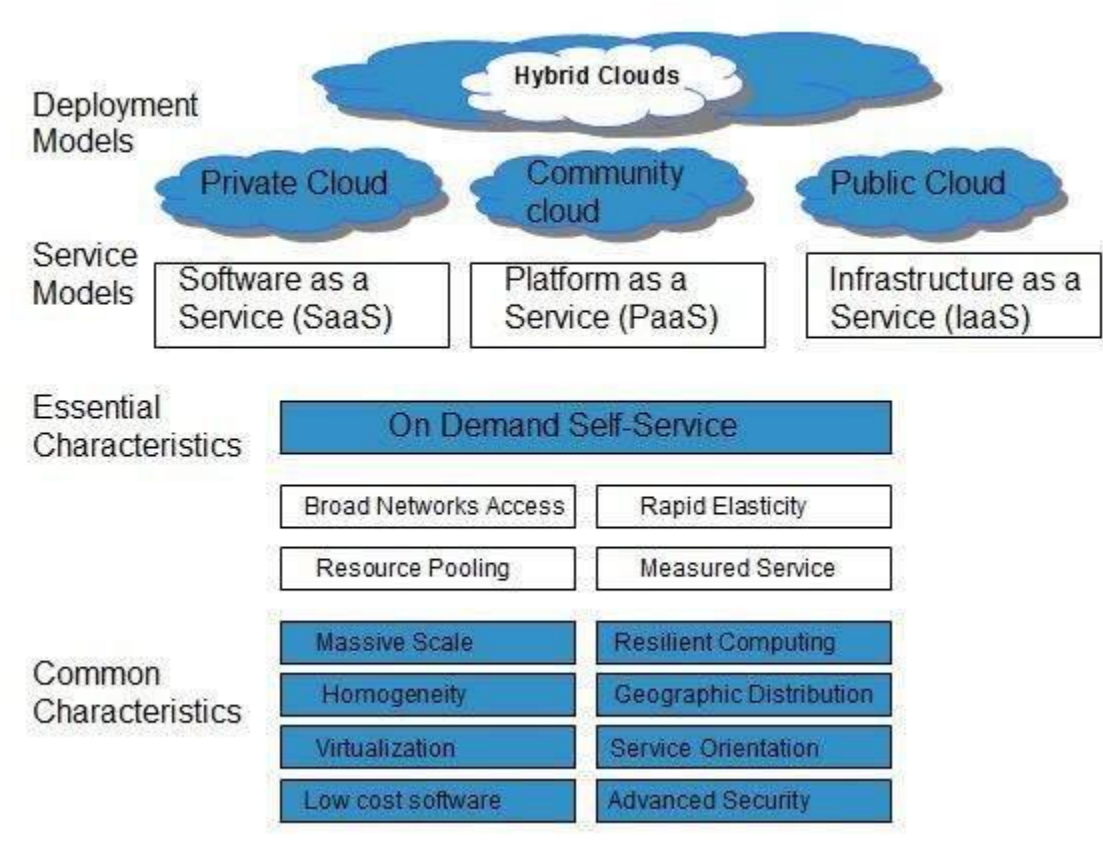 Hybrid Clouds
Deployment
Models
Private Cloud
Community
cloud
Public Cloud
Service
Models
Software as a
Service (SaaS)
Platform as a
Service (PaaS)
Infrastructure as a
Service (IaaS)
Essential
Characteristics
On Demand Self-Service
Broad Networks Access
Rapid Elasticity
Resource Pooling
Measured Service
Common
Characteristics
Massive Scale
Resilient Computing
Homogeneity
Geographic Distribution
Virtualization
Service Orientation
Low cost software
Advanced Security